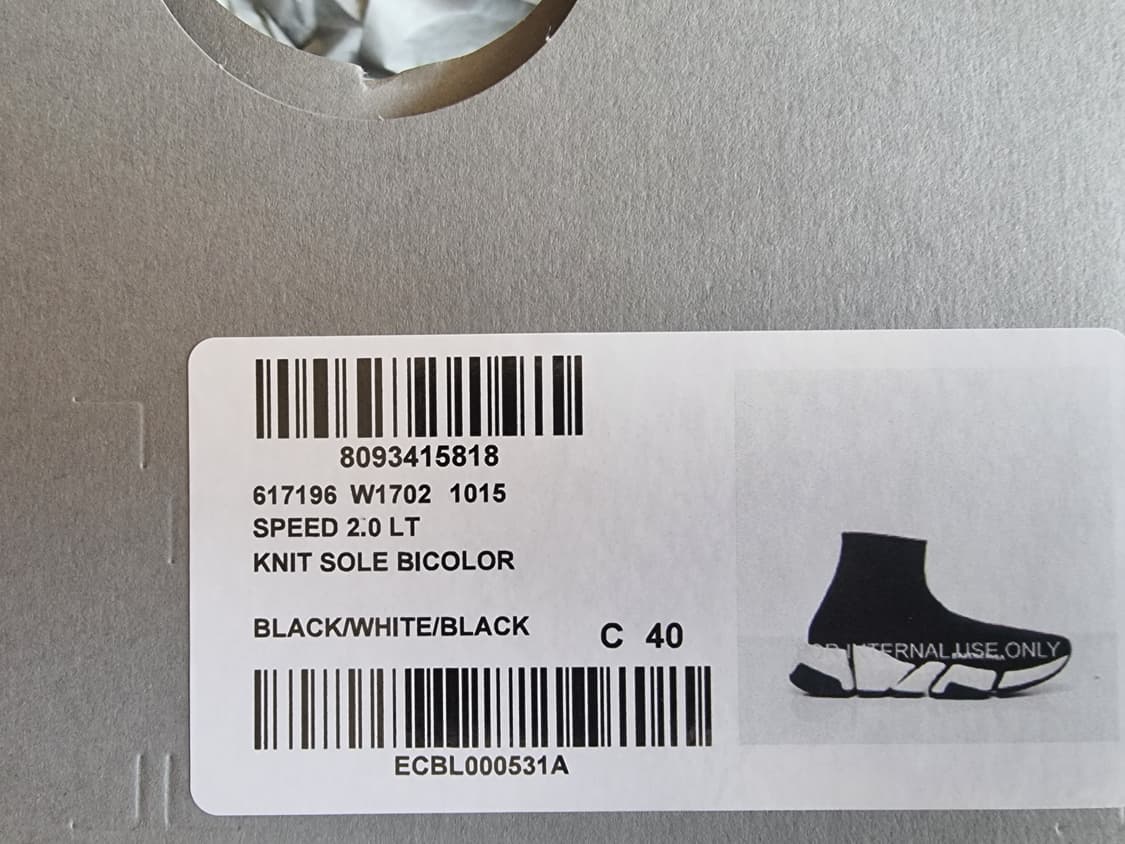 8093415818
617196 W1702 1015
SPEED 2.0 LT
KNIT SOLE BICOLOR
BLACK/WHITE/BLACK
C 40
INTERNAL USE ONLY
ECBL000531A